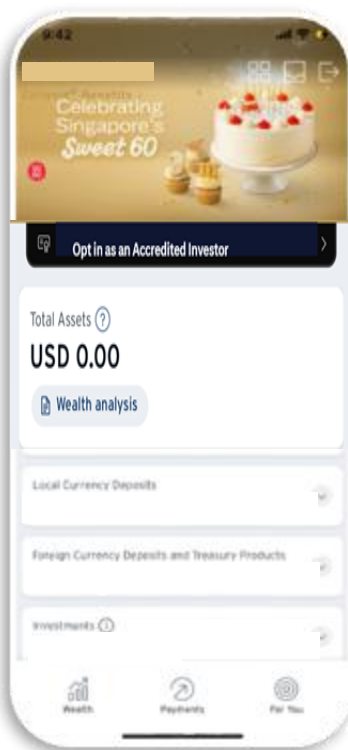 9:42
Celebrating
Singapore's
Sweet 60
Opt in as an Accredited Investor
Total Assets ?
USD 0.00
Wealth analysis
Local Currency Deposits
Foreign Currency Deposits and Treasury Products
Investments
Wealth
Payments
For You